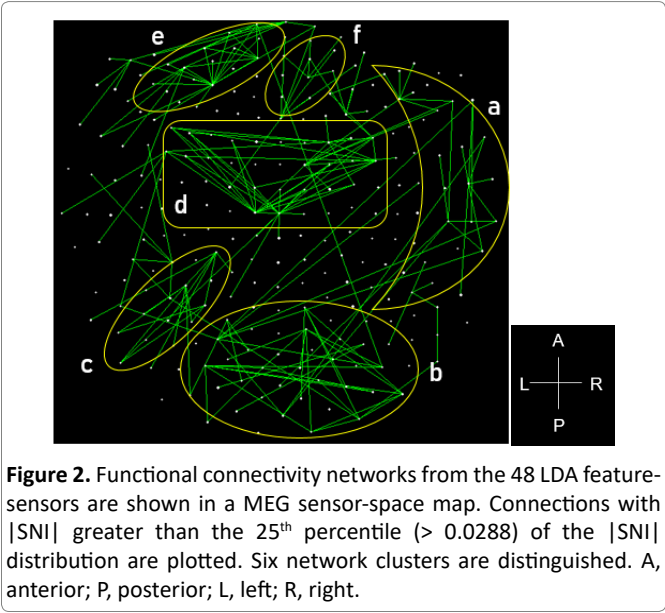 e
f
a
d
c
b
A
L R
P
Figure 2. Functional connectivity networks from the 48 LDA feature-
sensors are shown in a MEG sensor-space map. Connections with
|SNI| greater than the 25th percentile (> 0.0288) of the |SNI|
distribution are plotted. Six network clusters are distinguished. A,
anterior; P, posterior; L, left; R, right.